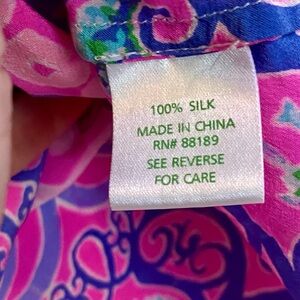 100% SILK
MADE IN CHINA
RN# 88189
SEE REVERSE
FOR CARE